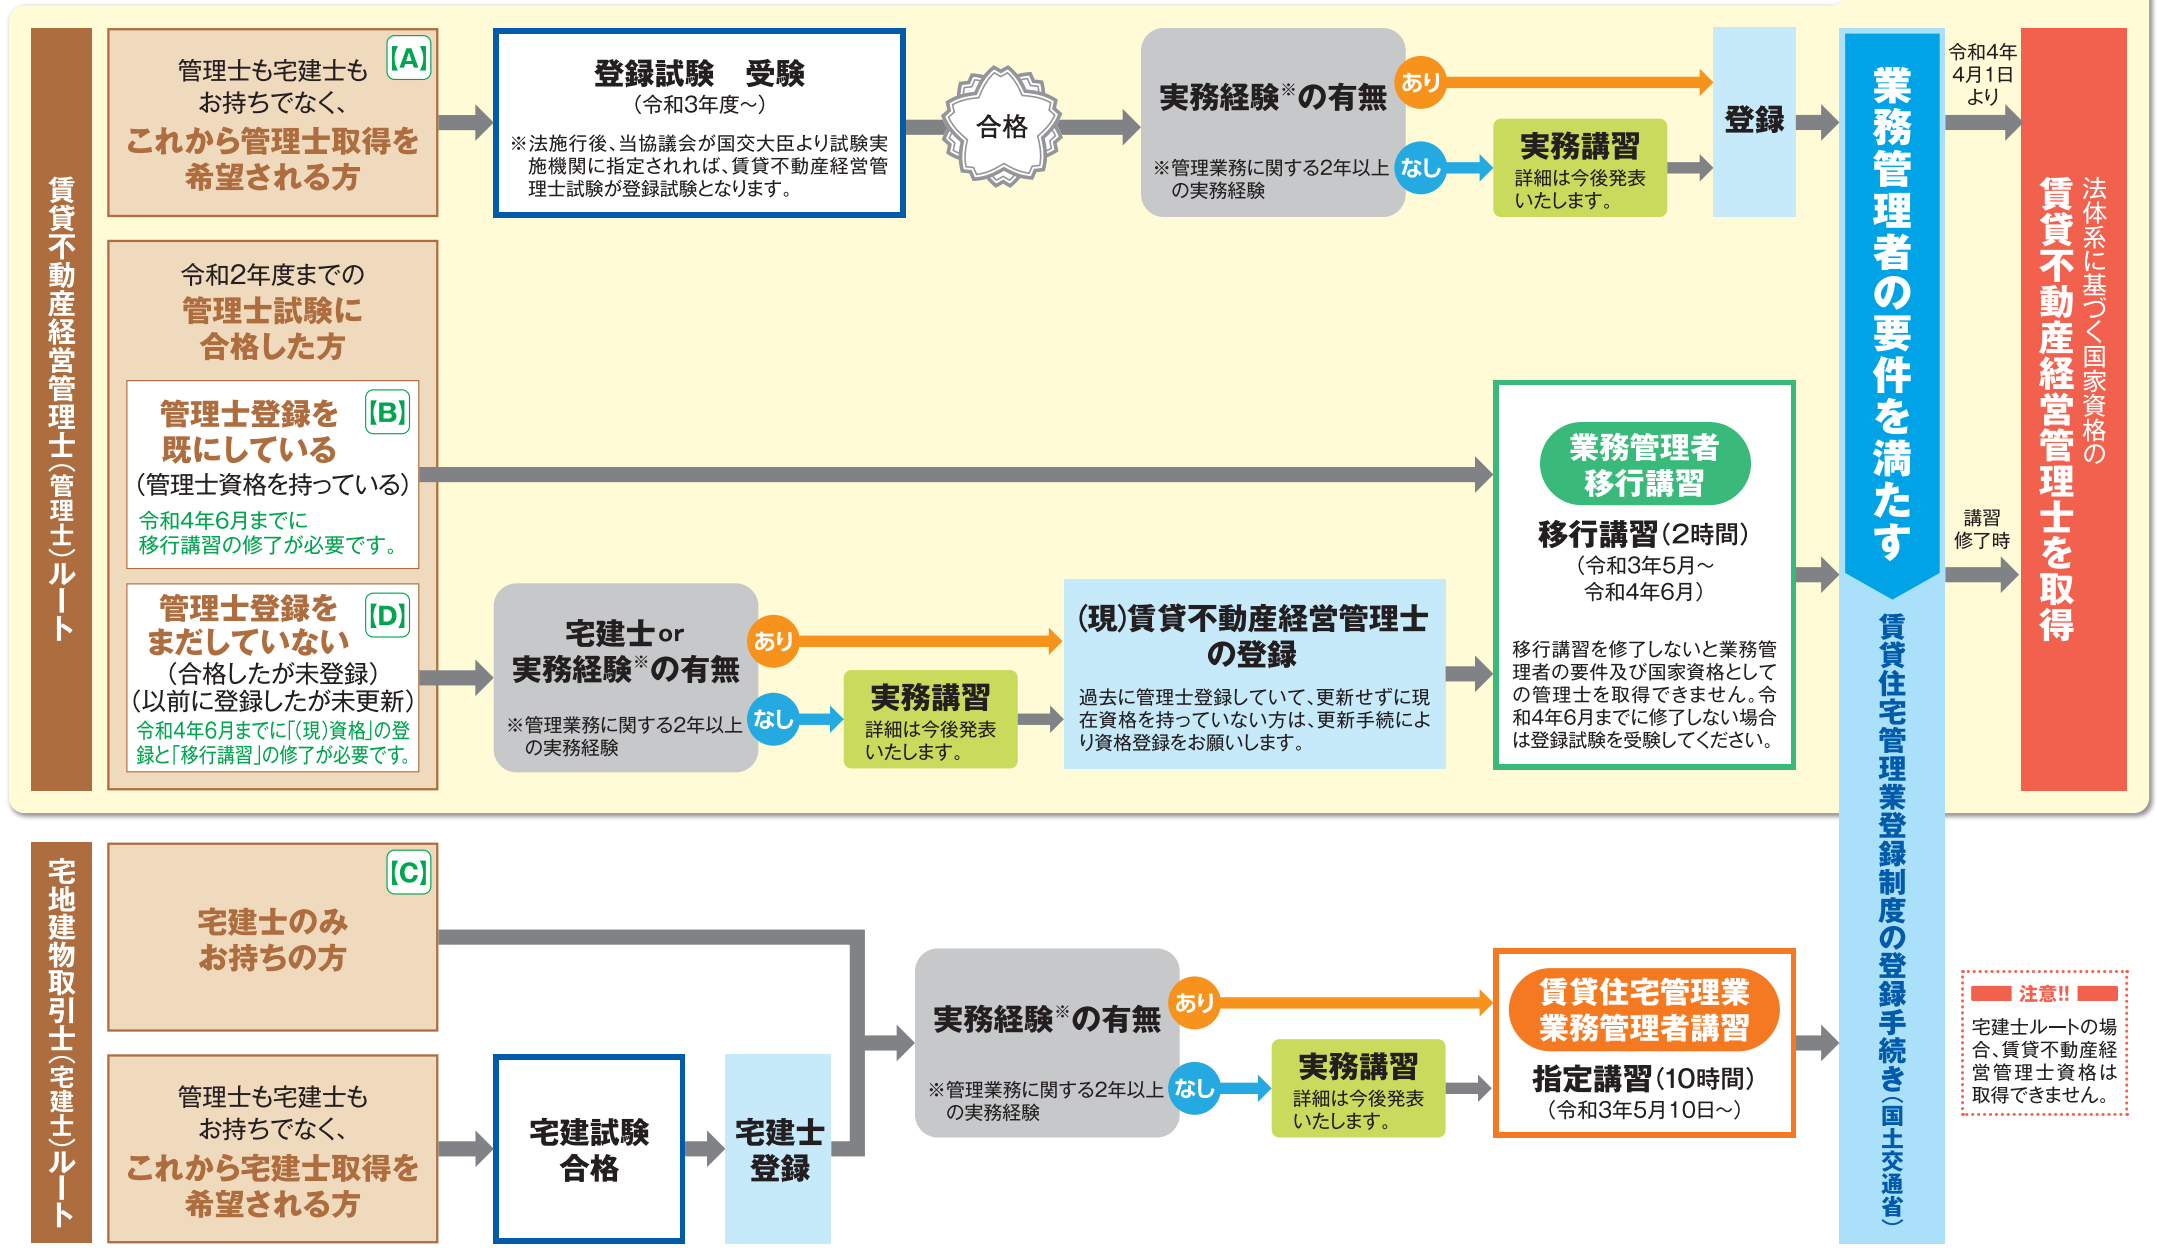 賃貸不動産経営管理士(管理士)ルート
【A】
管理士も宅建士も
お持ちでなく、
これから管理士取得を
希望される方
登録試験　受験
(令和3年度〜)
※法施行後、当協議会が国交大臣より試験実
施機関に指定されれば、賃貸不動産経営管
理士試験が登録試験となります。
合格
実務経験※の有無
※管理業務に関する2年以上
の実務経験
あり
なし
実務講習
詳細は今後発表
いたします。
登録
令和2年度までの
管理士試験に
合格した方
【B】
管理士登録を
既にしている
(管理士資格を持っている)
令和4年6月までに
移行講習の修了が必要です。
【D】
管理士登録を
まだしていない
(合格したが未登録)
(以前に登録したが未更新)
令和4年6月までに「(現)資格」の登
録と「移行講習」の修了が必要です。
宅建士or
実務経験※の有無
※管理業務に関する2年以上
の実務経験
あり
なし
実務講習
詳細は今後発表
いたします。
(現)賃貸不動産経営管理士
の登録
過去に管理士登録していて、更新せずに現
在資格を持っていない方は、更新手続によ
り資格登録をお願いします。
業務管理者
移行講習
移行講習(2時間)
(令和3年5月〜
令和4年6月)
移行講習を修了しないと業務管
理者の要件及び国家資格として
の管理士を取得できません。令
和4年6月までに修了しない場合
は登録試験を受験してください。
業務管理者の要件を満たす
賃貸住宅管理業登録制度の登録手続き(国土交通省)
令和4年
4月1日
より
講習
修了時
法体系に基づく国家資格の
賃貸不動産経営管理士を取得
宅地建物取引士(宅建士)ルート
【C】
宅建士のみ
お持ちの方
管理士も宅建士も
お持ちでなく、
これから宅建士取得を
希望される方
宅建試験
合格
宅建士
登録
実務経験※の有無
※管理業務に関する2年以上
の実務経験
あり
なし
実務講習
詳細は今後発表
いたします。
賃貸住宅管理業
業務管理者講習
指定講習(10時間)
(令和3年5月10日〜)
注意!!
宅建士ルートの場
合、賃貸不動産経
営管理士資格は
取得できません。